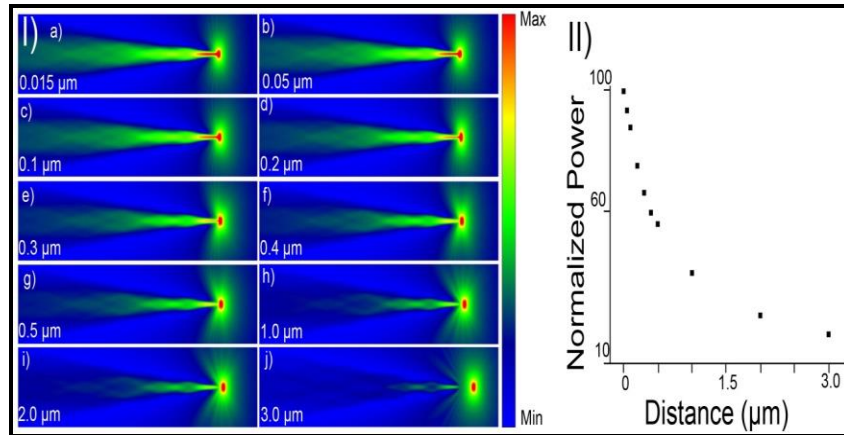 I)
a)
0.015 µm
b)
0.05 µm
c)
0.1 µm
d)
0.2 µm
e)
0.3 µm
f)
0.4 µm
g)
0.5 µm
h)
1.0 µm
i)
2.0 µm
j)
3.0 µm
Max
Min
II)
Normalized Power
100
60
10
0
1.5
3.0
Distance (µm)